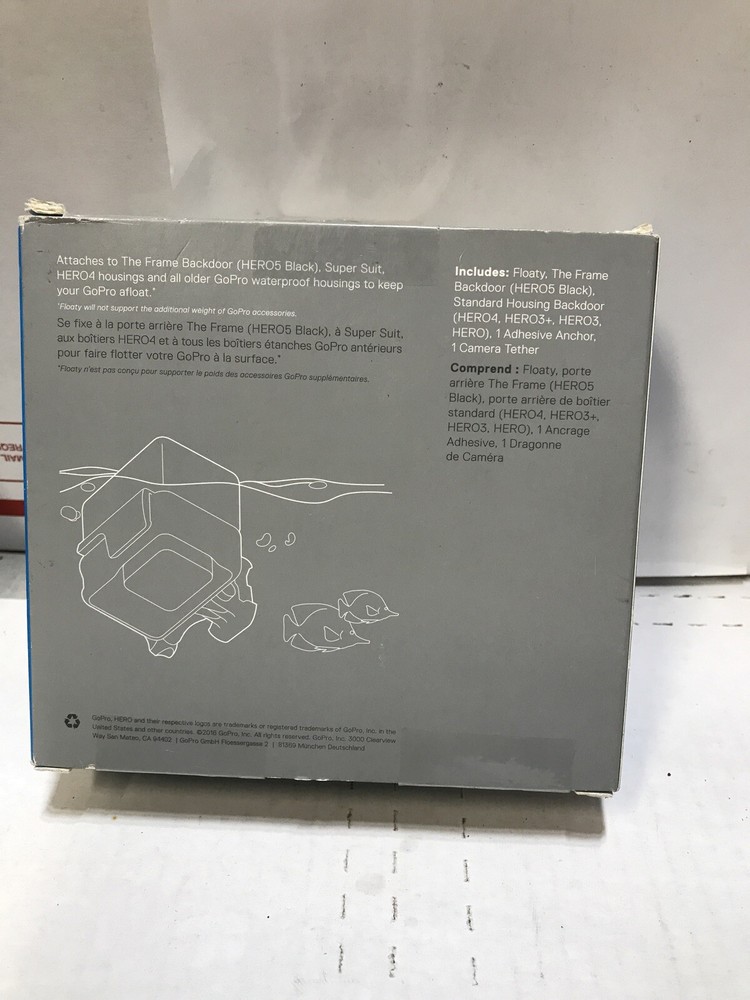 Attaches to The Frame Backdoor (HERO5 Black), Super Suit,
HERO4 housings and all older GoPro waterproof housings to keep
your GoPro afloat.*
*Floaty will not support the additional weight of GoPro accessories.
Se fixe à la porte arrière The Frame (HERO5 Black), à Super Suit,
aux boîtiers HERO4 et à tous les boîtiers étanches GoPro antérieurs
pour faire flotter votre GoPro à la surface.*
*Floaty n'est pas conçu pour supporter le poids des accessoires GoPro supplémentaires.
Includes: Floaty, The Frame
Backdoor (HERO5 Black),
Standard Housing Backdoor
(HERO4, HERO3+, HERO3,
HERO), 1 Adhesive Anchor,
1 Camera Tether
Comprend : Floaty, porte
arrière The Frame (HERO5
Black), porte arrière de boîtier
standard (HERO4, HERO3+,
HERO3, HERO), 1 Ancrage
Adhesive, 1 Dragonne
de Caméra
GoPro, HERO and their respective logos are trademarks or registered trademarks of GoPro, Inc. in the
United States and other countries. ©2016 GoPro, Inc. All rights reserved. GoPro, Inc. 3000 Clearview
Way San Mateo, CA 94402 | GoPro GmbH Floessergasse 2 | 81369 München Deutschland